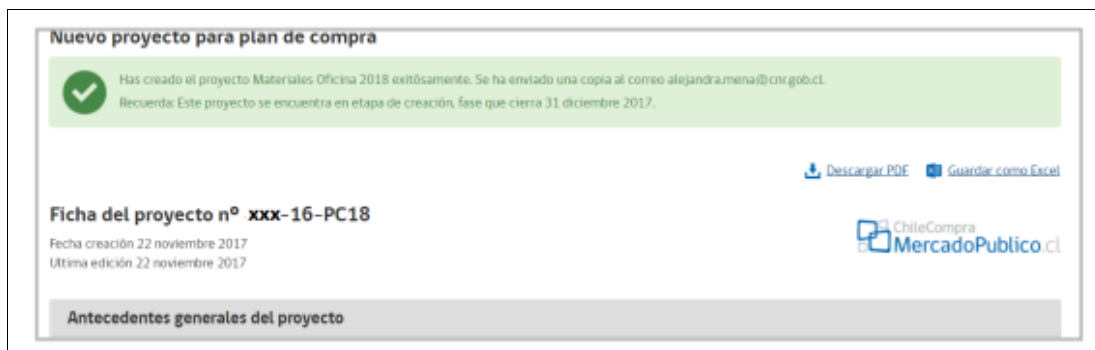 Nuevo proyecto para plan de compra
Has creado el proyecto Materiales Oficina 2018 exitósamente. Se ha enviado una copia al correo alejandra.mena@cnr.gob.cl.
Recuerda: Este proyecto se encuentra en etapa de creación, fase que cierra 31 diciembre 2017.
Descargar PDF Guardar como Excel
Ficha del proyecto nº xxx-16-PC18
Fecha creación 22 noviembre 2017
Ultima edición 22 noviembre 2017
ChileCompra
MercadoPublico.cl
Antecedentes generales del proyecto